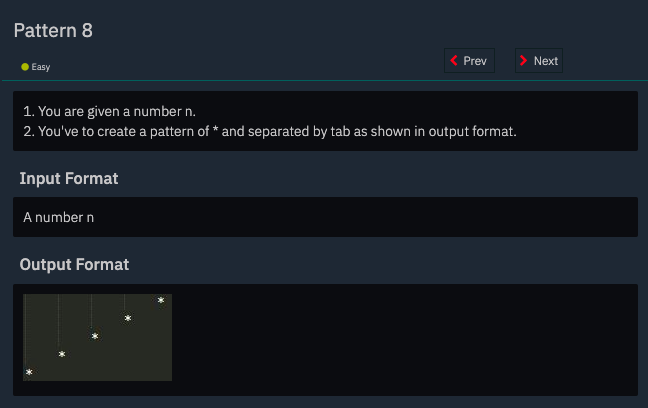 Pattern 8
Easy
Prev
Next
1. You are given a number n.
2. You've to create a pattern of * and separated by tab as shown in output format.
Input Format
A number n
Output Format
*
*
*
*
*